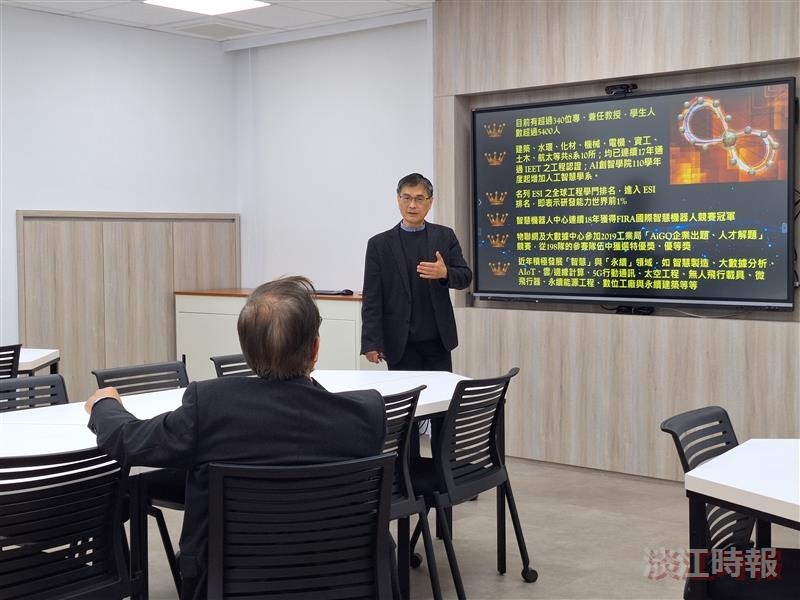 目前有超過340位專、兼任教授，學生人
數超過5400人
建築、水環、化材、機械、電機、資工、
土木、航太等共8系10所；均已連續17年通
過 IEET 之工程認證；AI創智學院110學年
度起增加人工智慧學系。
名列 ESI 之全球工程學門排名，進入 ESI
排名，即表示研發能力世界前1%
智慧機器人中心連續18年獲得FIRA國際智慧機器人競賽冠軍
物聯網及大數據中心參加2019工業局「AiGO企業出題、人才解題」
競賽，從198隊的參賽隊伍中獲選特優獎、優等獎
近年積極發展「智慧」與「永續」領域，如 智慧製造、大數據分析、
AIoT、雲/邊緣計算、5G行動通訊、太空工程、無人飛行載具、微
飛行器、永續能源工程、數位工廠與永續建築等等
淡江時報